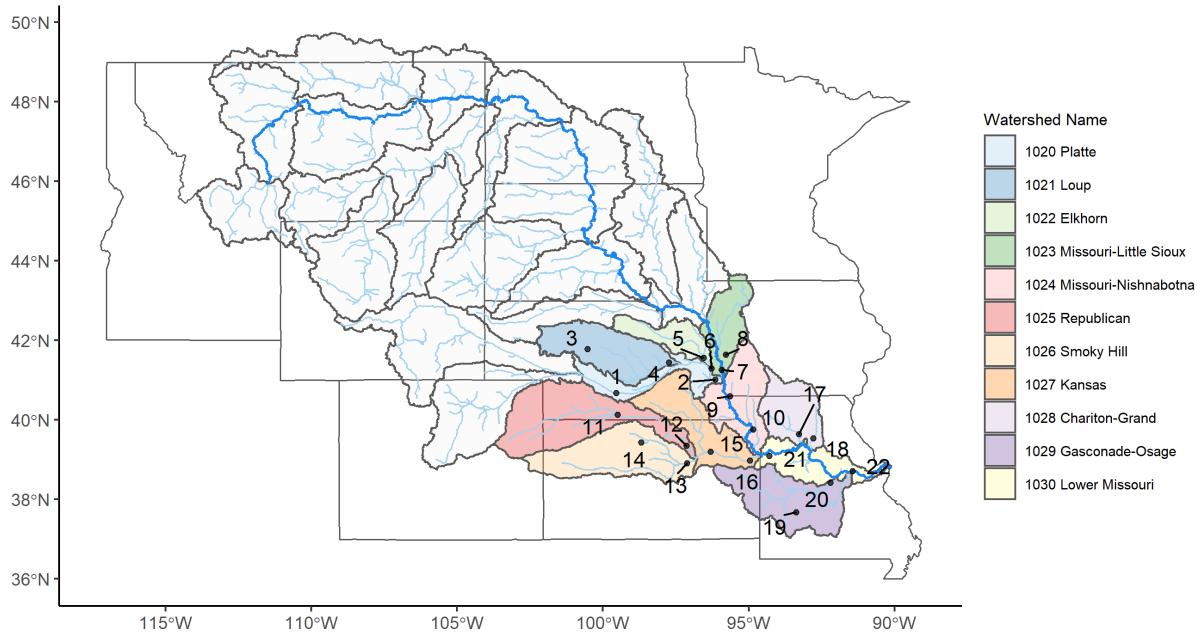 50°N
48°N
46°N
44°N
42°N
40°N
38°N
36°N
115°W
110°W
105°W
100°W
95°W
90°W
3
5
6
8
1
4
2
7
9
17
11
12
10
15
18
14
21
13
16
22
20
19
Watershed Name
1020 Platte
1021 Loup
1022 Elkhorn
1023 Missouri-Little Sioux
1024 Missouri-Nishnabotna
1025 Republican
1026 Smoky Hill
1027 Kansas
1028 Chariton-Grand
1029 Gasconade-Osage
1030 Lower Missouri